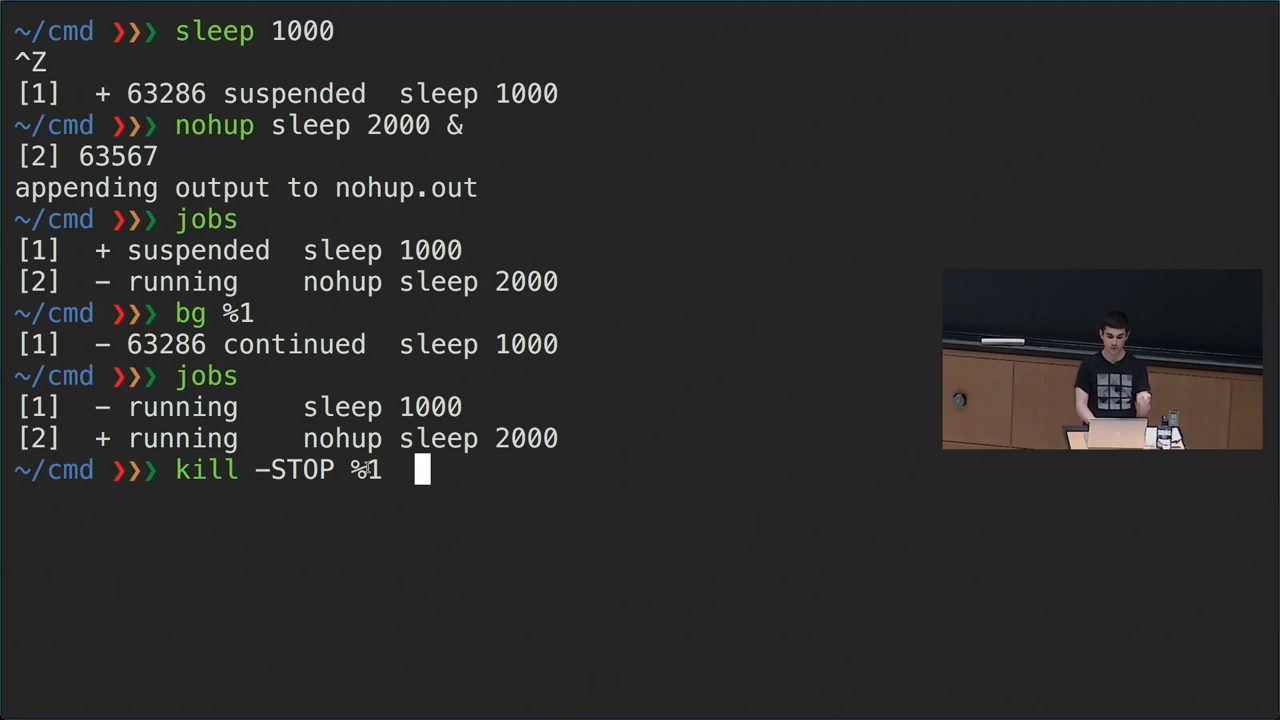 ~/cmd ❯❯❯ sleep 1000
^Z
[1]  + 63286 suspended  sleep 1000
~/cmd ❯❯❯ nohup sleep 2000 &
[2] 63567
appending output to nohup.out
~/cmd ❯❯❯ jobs
[1]  + suspended  sleep 1000
[2]  - running    nohup sleep 2000
~/cmd ❯❯❯ bg %1
[1]  - 63286 continued  sleep 1000
~/cmd ❯❯❯ jobs
[1]  - running    sleep 1000
[2]  + running    nohup sleep 2000
~/cmd ❯❯❯ kill -STOP %1